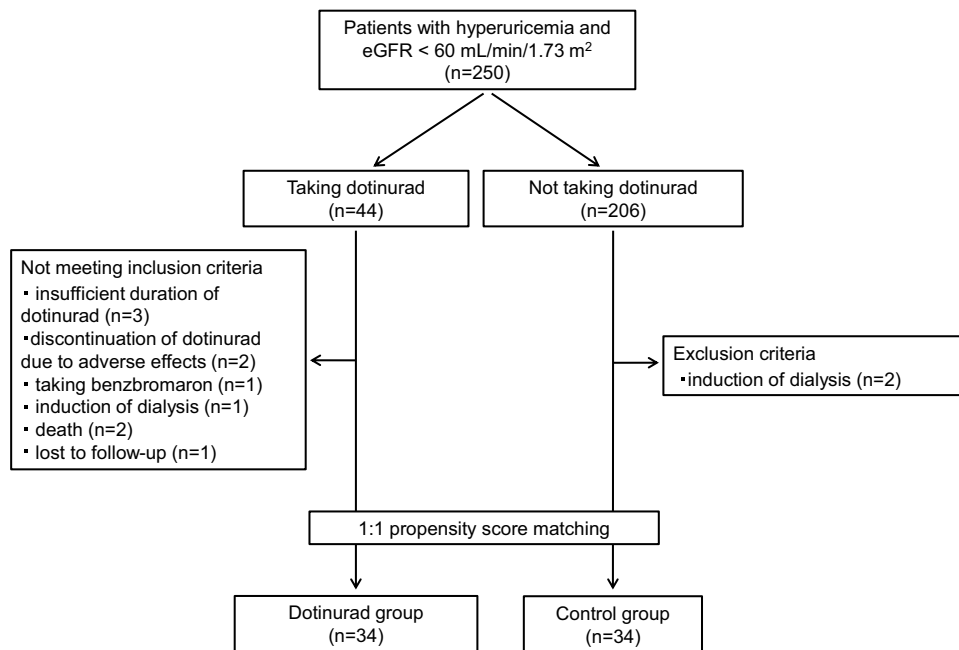 Patients with hyperuricemia and
eGFR < 60 mL/min/1.73 m²
(n=250)
Taking dotinurad
(n=44)
Not taking dotinurad
(n=206)
Not meeting inclusion criteria
・insufficient duration of
dotinurad (n=3)
・discontinuation of dotinurad
due to adverse effects (n=2)
・taking benzbromaron (n=1)
・induction of dialysis (n=1)
・death (n=2)
・lost to follow-up (n=1)
Exclusion criteria
・induction of dialysis (n=2)
1:1 propensity score matching
Dotinurad group
(n=34)
Control group
(n=34)